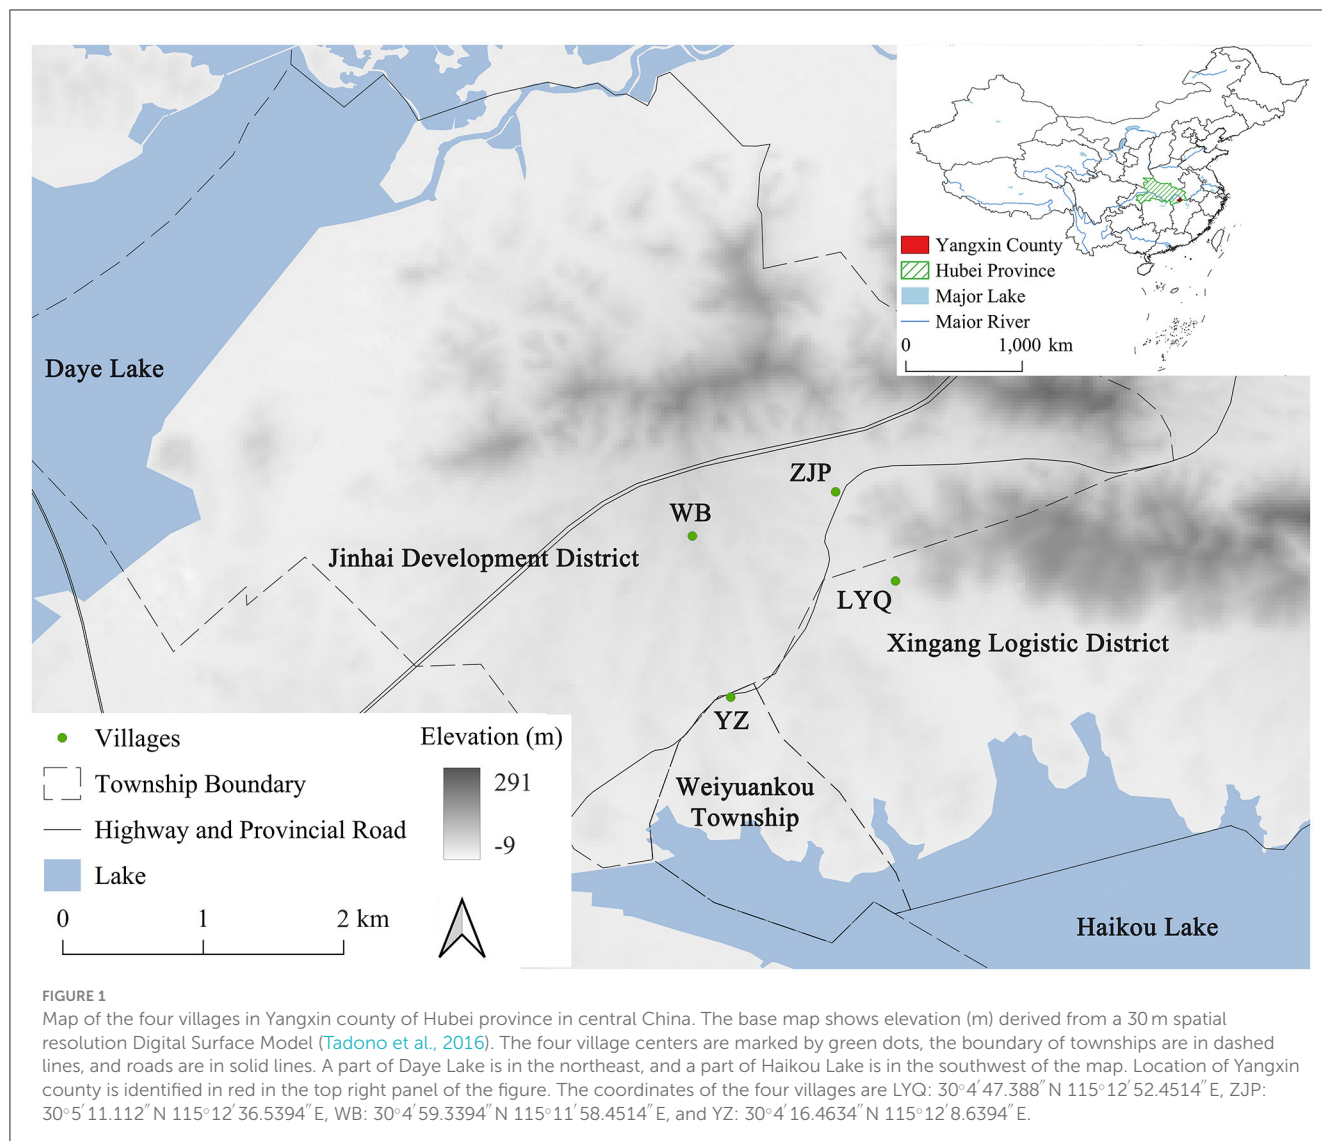 Yangxin County
Hubei Province
Major Lake
Major River
0 1,000 km
Daye Lake
ZJP
WB
Jinhai Development District
LYQ
Xingang Logistic District
YZ
Weiyuankou
Township
Haikou Lake
Villages
Township Boundary
Highway and Provincial Road
Lake
0 1 2 km
Elevation (m)
291
-9
FIGURE 1
Map of the four villages in Yangxin county of Hubei province in central China. The base map shows elevation (m) derived from a 30 m spatial
resolution Digital Surface Model (Tadono et al., 2016). The four village centers are marked by green dots, the boundary of townships are in dashed
lines, and roads are in solid lines. A part of Daye Lake is in the northeast, and a part of Haikou Lake is in the southwest of the map. Location of Yangxin
county is identified in red in the top right panel of the figure. The coordinates of the four villages are LYQ: 30°4′47.388″N 115°12′52.4514″E, ZJP:
30°5′11.112″N 115°12′36.5394″E, WB: 30°4′59.3394″N 115°11′58.4514″E, and YZ: 30°4′16.4634″N 115°12′8.6394″E.